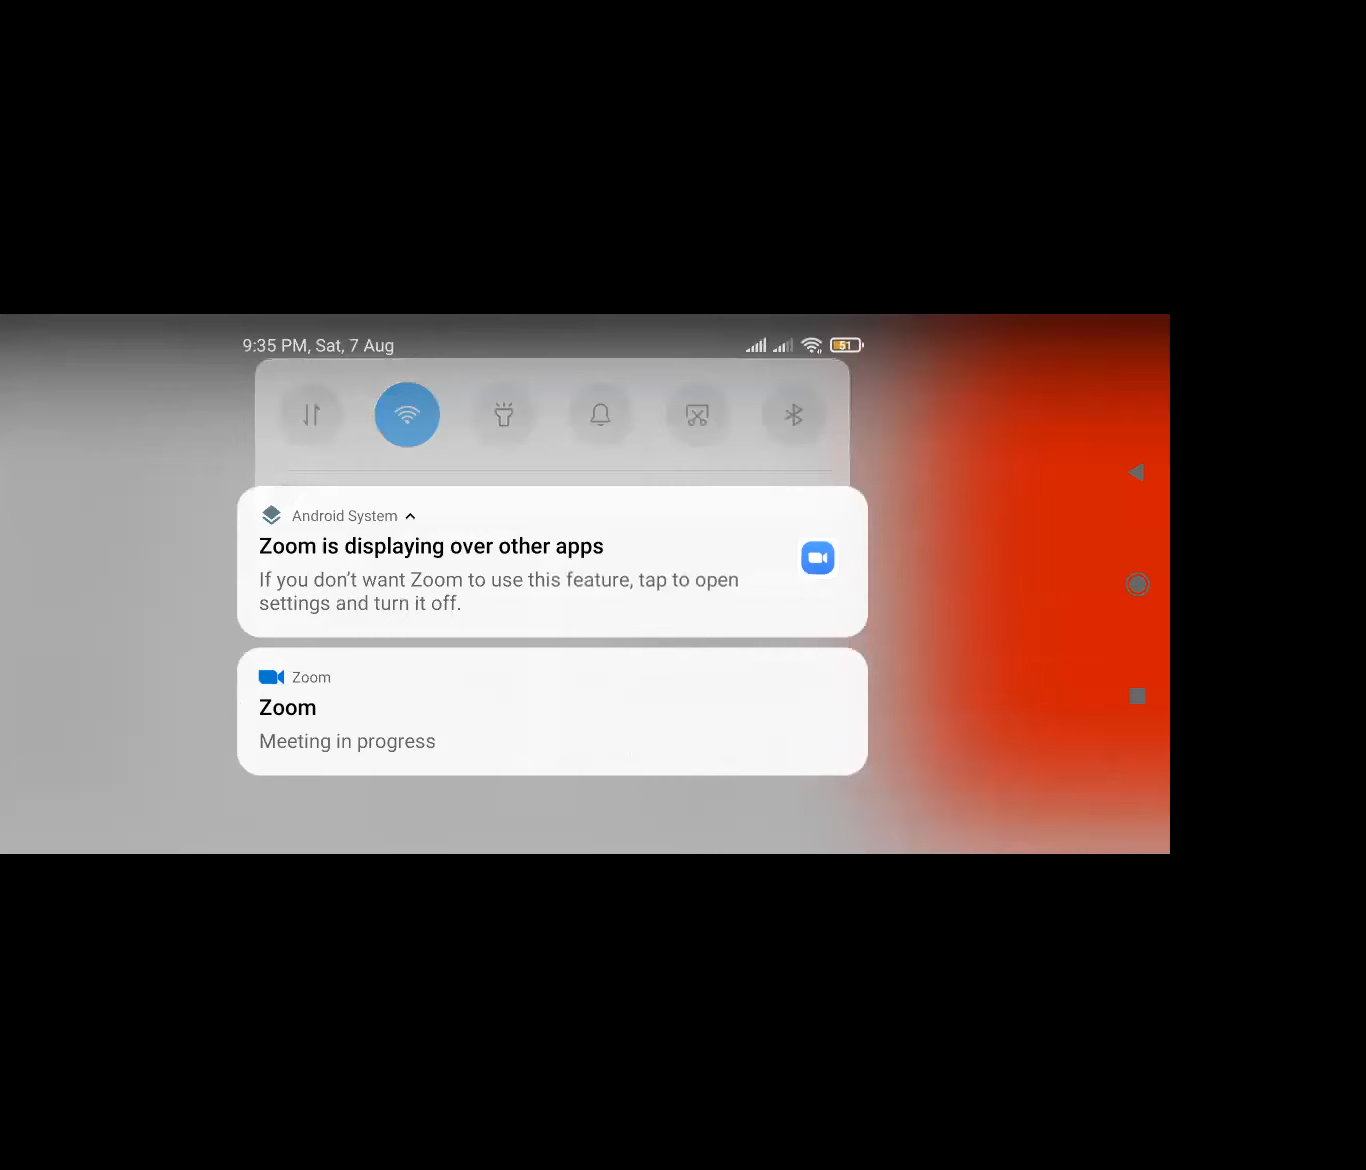 9:35 PM, Sat, 7 Aug
51
Android System
Zoom is displaying over other apps
If you don’t want Zoom to use this feature, tap to open
settings and turn it off.
Zoom
Zoom
Meeting in progress